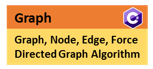 Graph
C#
Graph, Node, Edge, Force
Directed Graph Algorithm